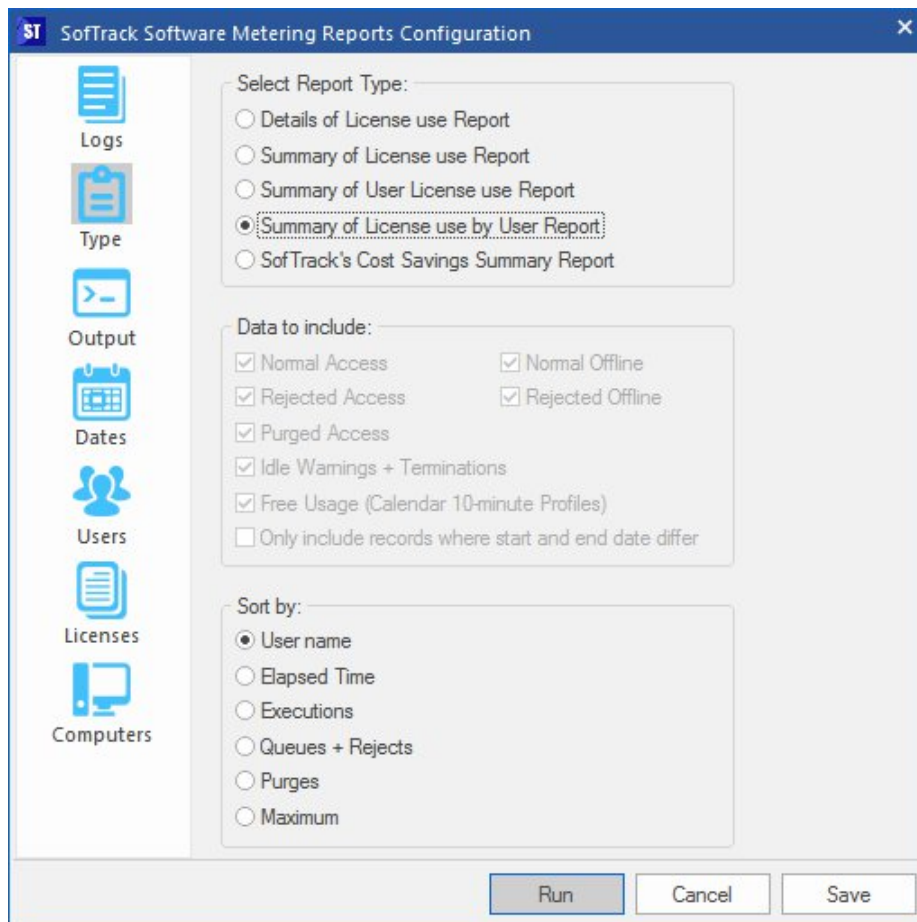 ST SofTrack Software Metering Reports Configuration
Logs
Type
Output
Dates
Users
Licenses
Computers
Select Report Type:
Details of License use Report
Summary of License use Report
Summary of User License use Report
Summary of License use by User Report
SofTrack's Cost Savings Summary Report
Data to include:
Normal Access Normal Offline
Rejected Access Rejected Offline
Purged Access
Idle Warnings + Terminations
Free Usage (Calendar 10-minute Profiles)
Only include records where start and end date differ
Sort by:
User name
Elapsed Time
Executions
Queues + Rejects
Purges
Maximum
Run Cancel Save